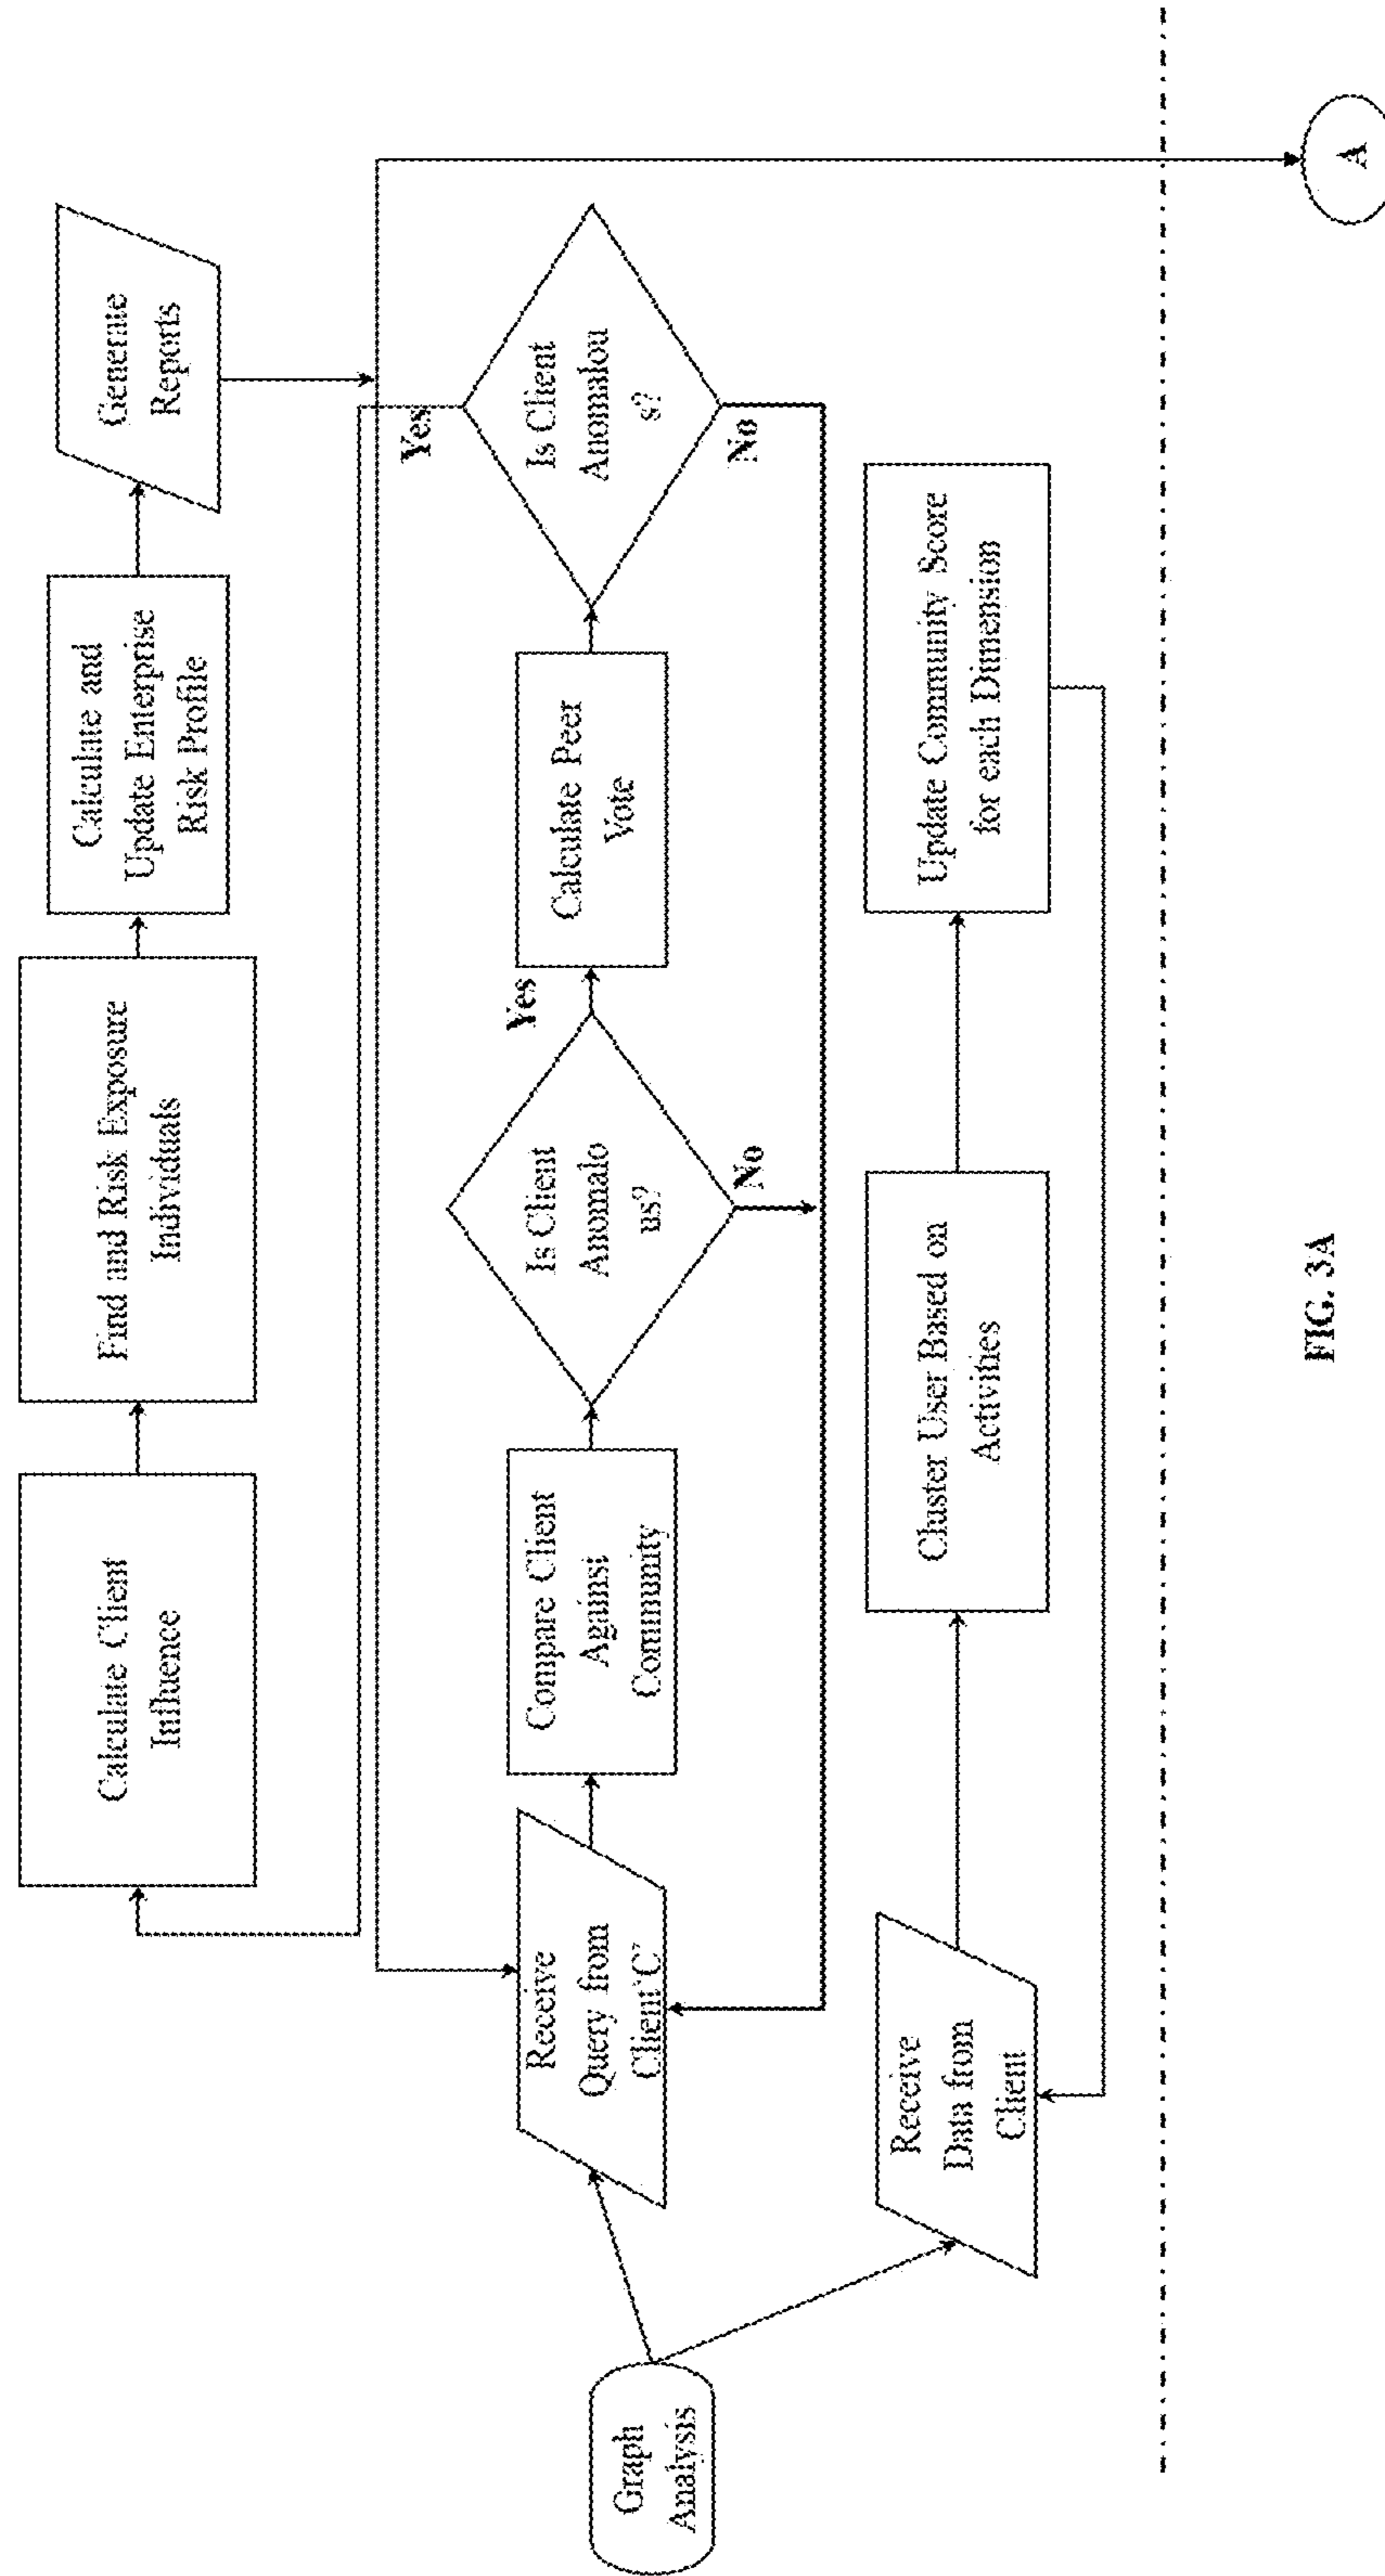 Calculate Client
Influence
Find and Risk Exposure
Individuals
Calculate and
Update Enterprise
Risk Profile
Generate
Reports
Graph
Analysis
Receive
Query from
Client'C'
Compare Client
Against
Community
Is Client
Anomalo
us?
Yes
No
Calculate Peer
Vote
Is Client
Anomalou
s?
Yes
No
Receive
Data from
Client
Cluster User Based on
Activities
Update Community Score
for each Dimension
A
FIG. 3A